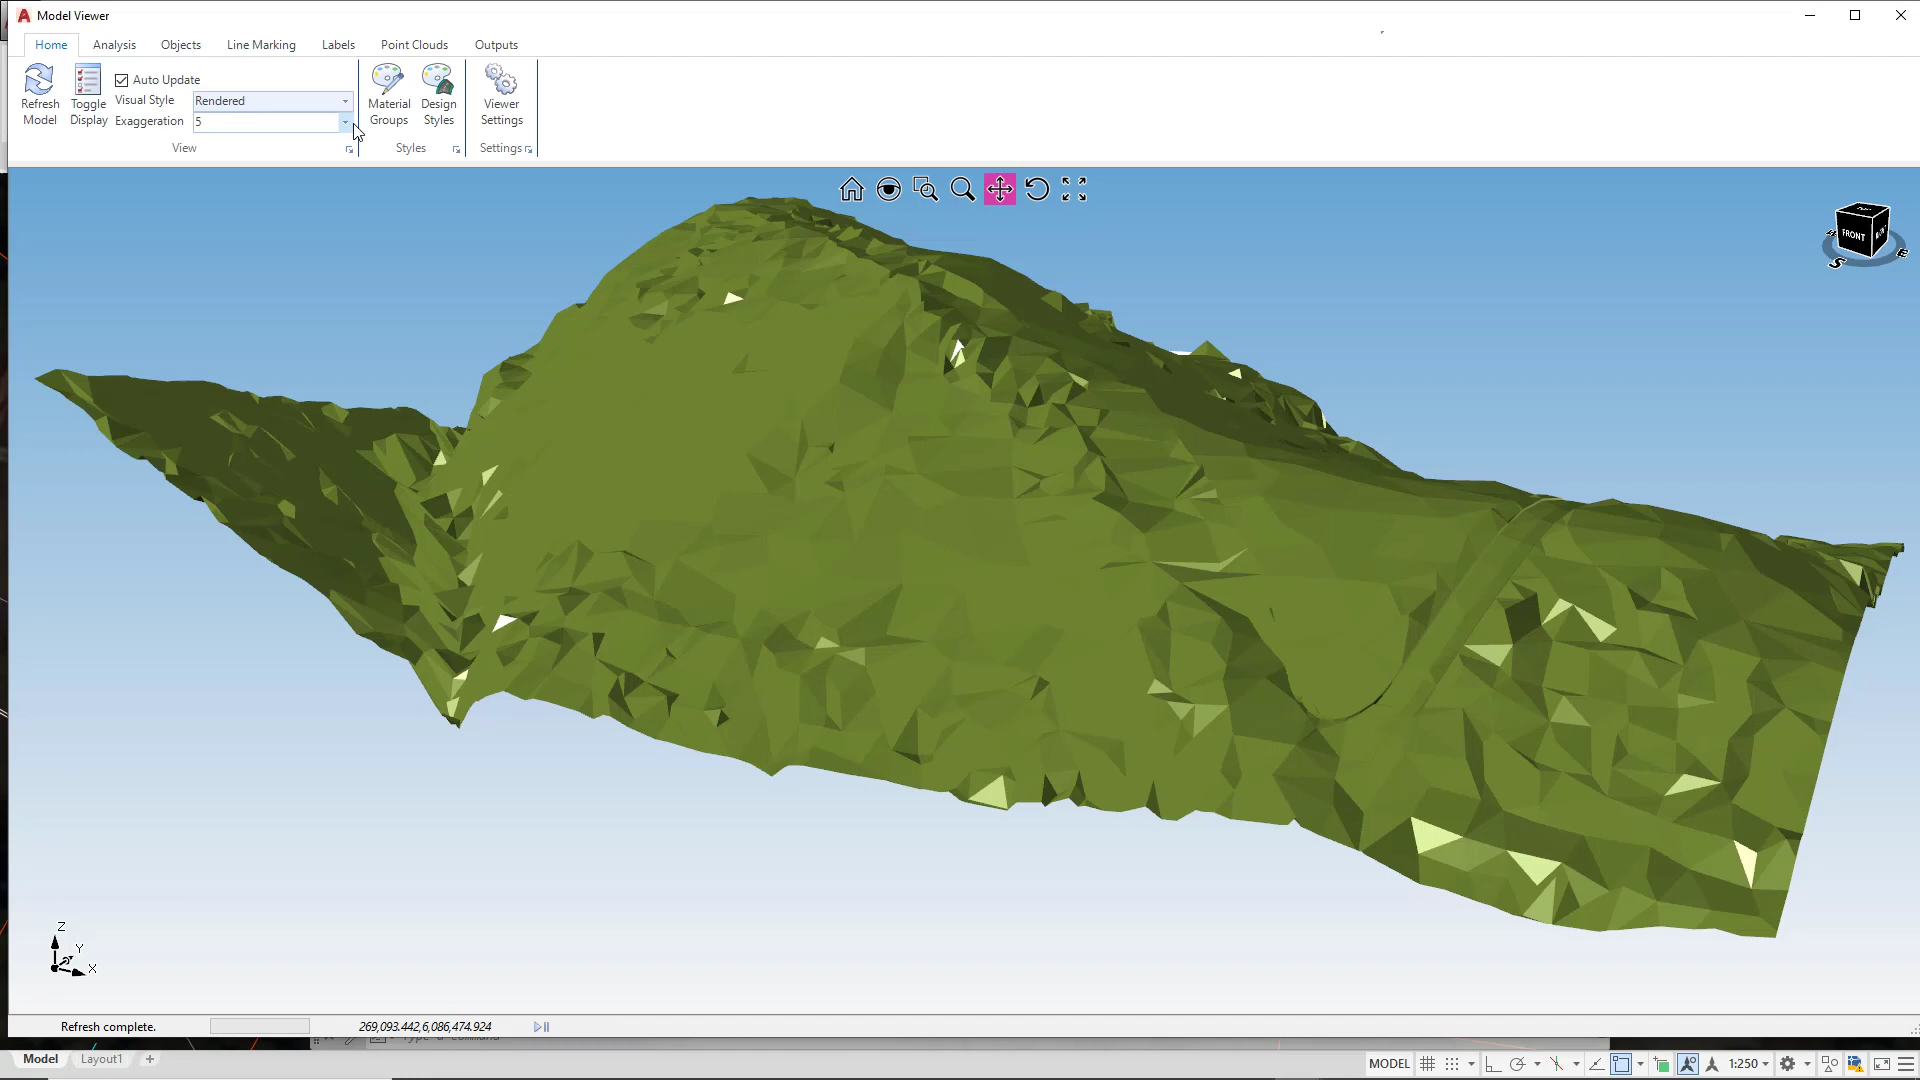 Model Viewer
Home Analysis Objects Line Marking Labels Point Clouds Outputs
Refresh Model
Toggle Display
Auto Update
Visual Style Rendered
Exaggeration 5
Material Groups
Design Styles
Viewer Settings
View Styles Settings
FRONT
S E
Z
Y
X
Refresh complete. 269,093.442,6,086,474.924
Model Layout1 +
MODEL 1:250